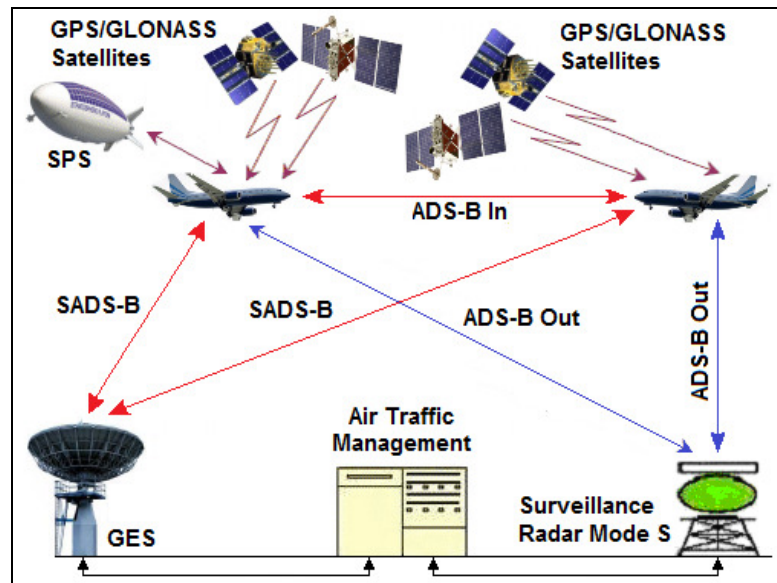 GPS/GLONASS
Satellites
GPS/GLONASS
Satellites
SPS
ADS-B In
SADS-B
SADS-B
ADS-B Out
ADS-B Out
Air Traffic
Management
Surveillance
Radar Mode S
GES